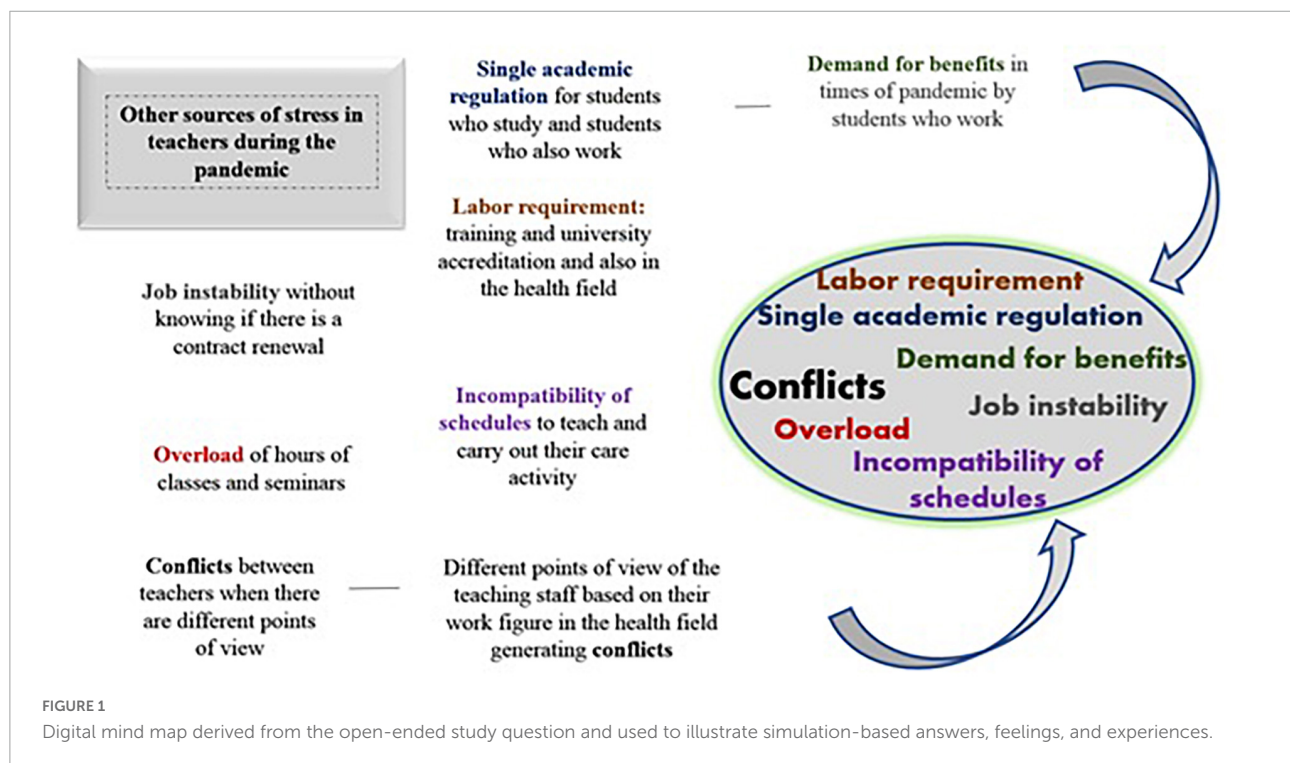 Other sources of stress in
teachers during the
pandemic
Single academic
regulation for students
who study and students
who also work
Demand for benefits in
times of pandemic by
students who work
Labor requirement:
training and university
accreditation and also in
the health field
Job instability without
knowing if there is a
contract renewal
Incompatibility of
schedules to teach and
carry out their care
activity
Overload of hours of
classes and seminars
Conflicts between
teachers when there
are different points
of view
Different points of view of the
teaching staff based on their
work figure in the health field
generating conflicts
Labor requirement
Single academic regulation
Demand for benefits
Conflicts
Job instability
Overload
Incompatibility of
schedules
FIGURE 1
Digital mind map derived from the open-ended study question and used to illustrate simulation-based answers, feelings, and experiences.